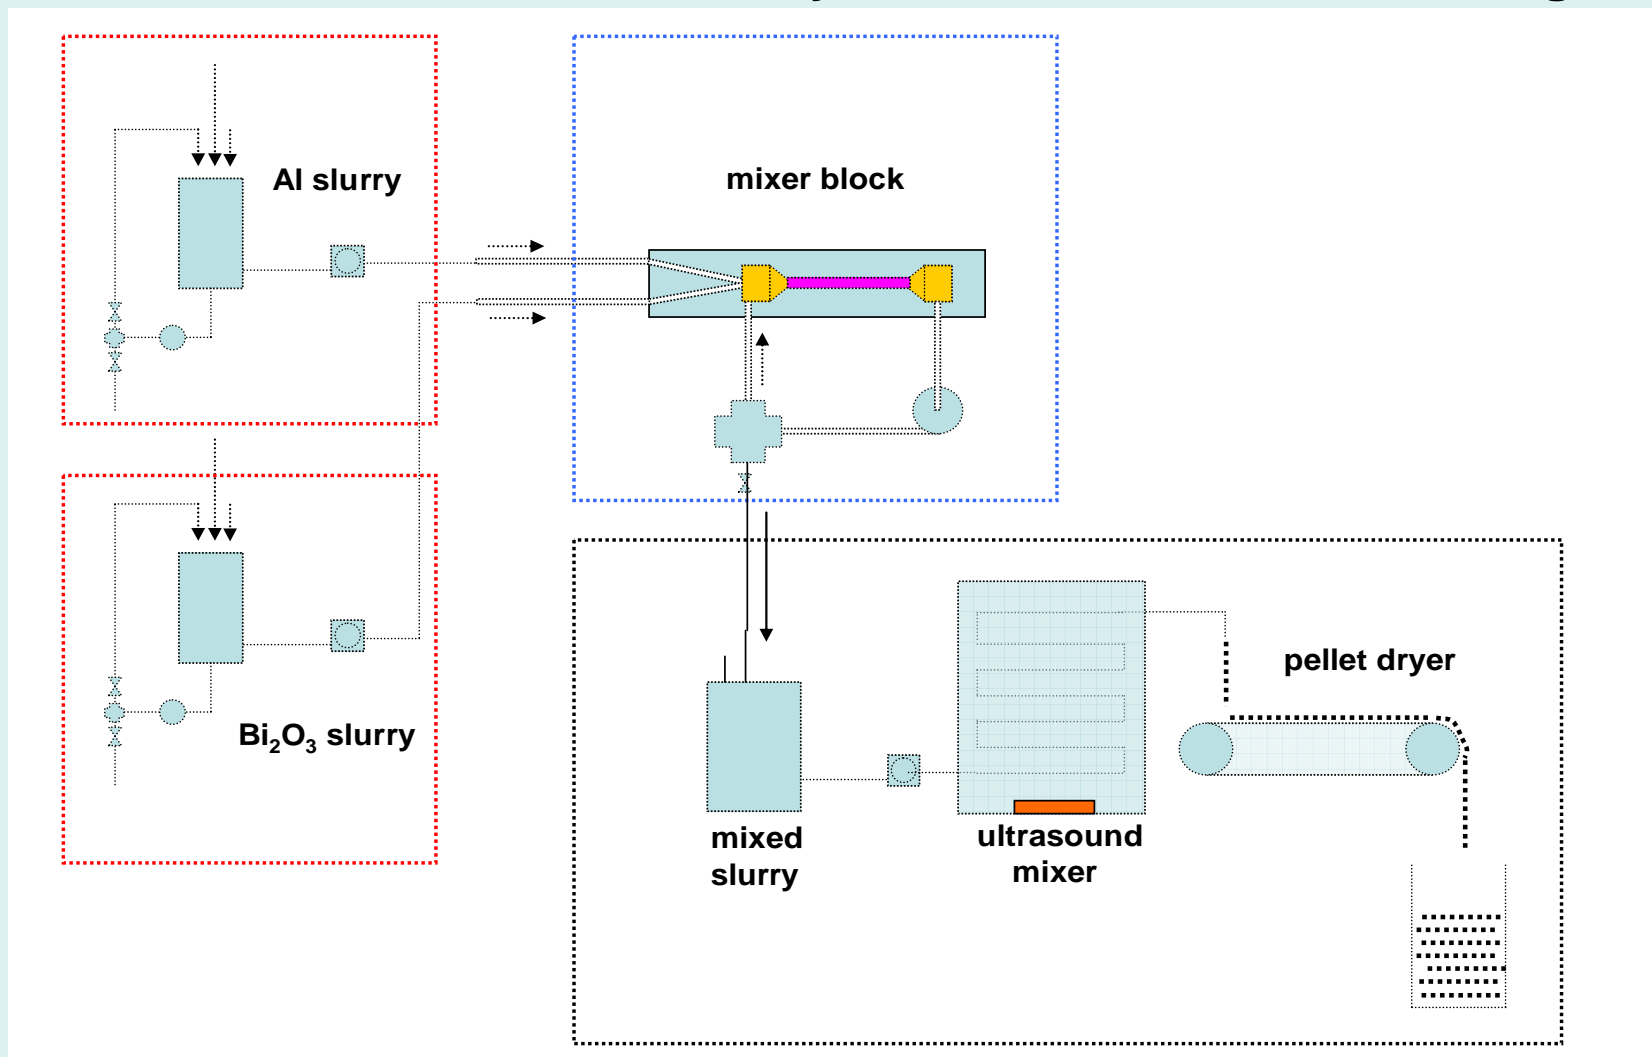 Al slurry
mixer block
Bi₂O₃ slurry
pellet dryer
mixed
slurry
ultrasound
mixer